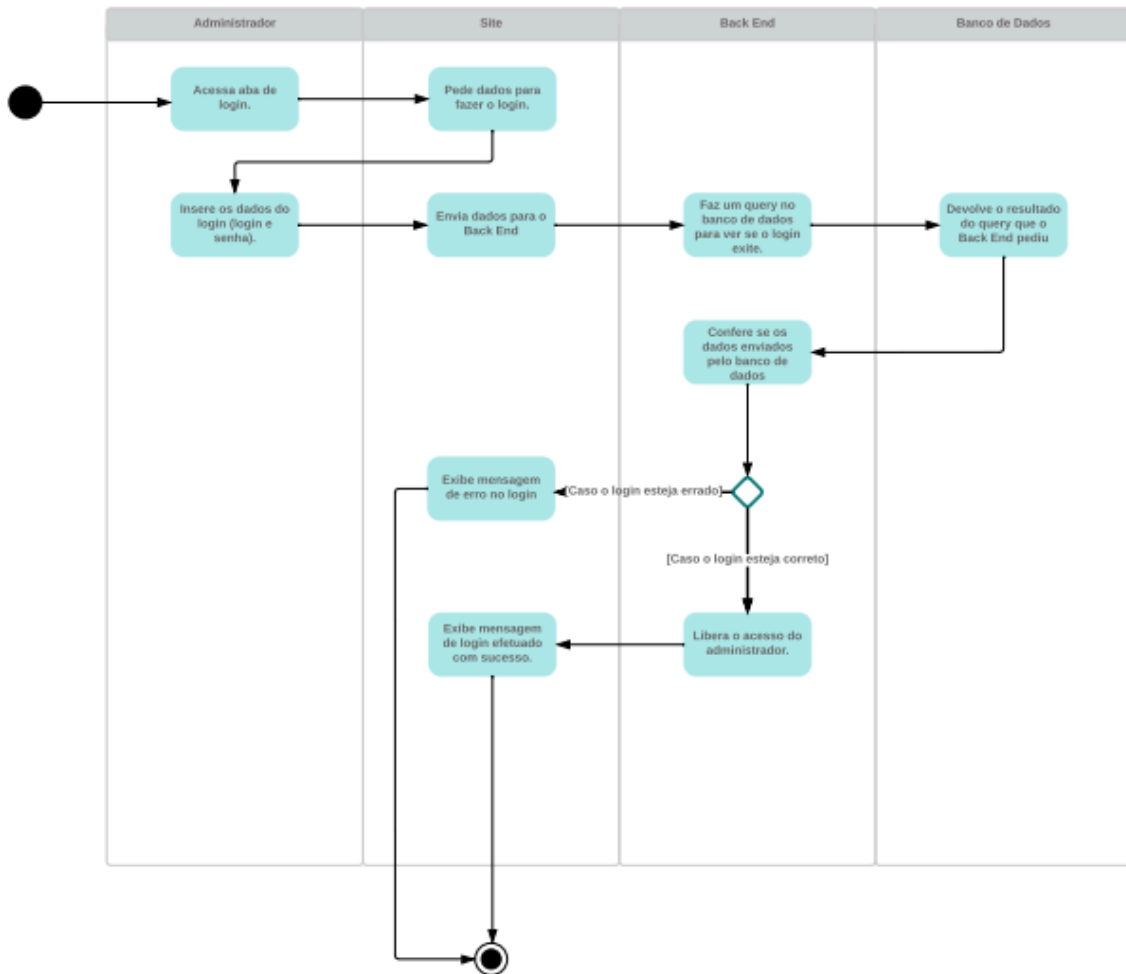 Administrador
Site
Back End
Banco de Dados
Acessa aba de
login.
Pede dados para
fazer o login.
Insere os dados do
login (login e
senha).
Envia dados para o
Back End
Faz um query no
banco de dados
para ver se o login
exite.
Devolve o resultado
do query que o
Back End pediu
Confere se os
dados enviados
pelo banco de
dados
Exibe mensagem
de erro no login
[Caso o login esteja errado]
[Caso o login esteja correto]
Exibe mensagem
de login efetuado
com sucesso.
Libera o acesso do
administrador.